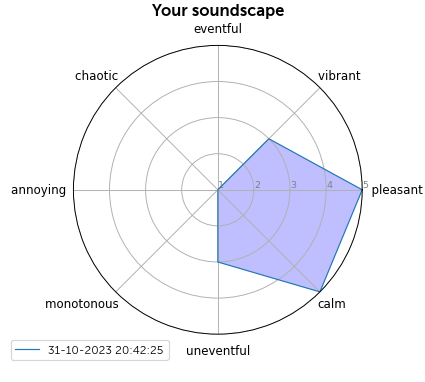 Your soundscape
eventful
chaotic
vibrant
annoying
1
2
3
4
5
pleasant
monotonous
calm
uneventful
31-10-2023 20:42:25